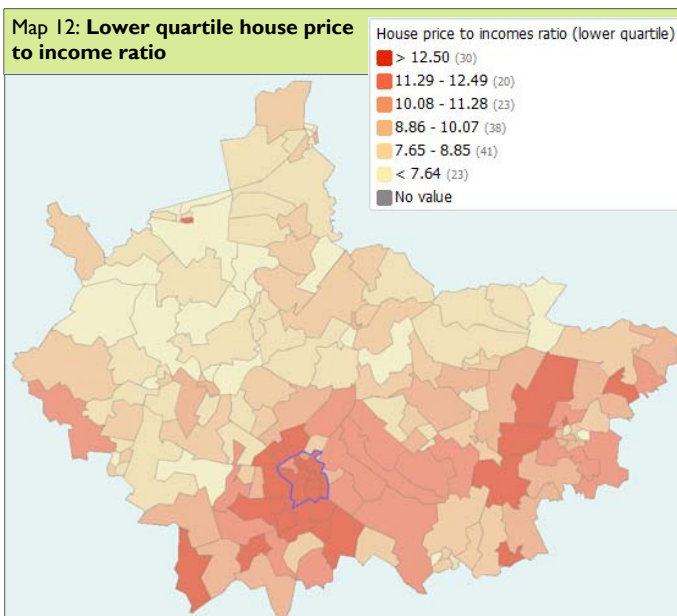 Map 12: Lower quartile house price
to income ratio
House price to incomes ratio (lower quartile)
> 12.50 (30)
11.29 - 12.49 (20)
10.08 - 11.28 (23)
8.86 - 10.07 (38)
7.65 - 8.85 (41)
< 7.64 (23)
No value